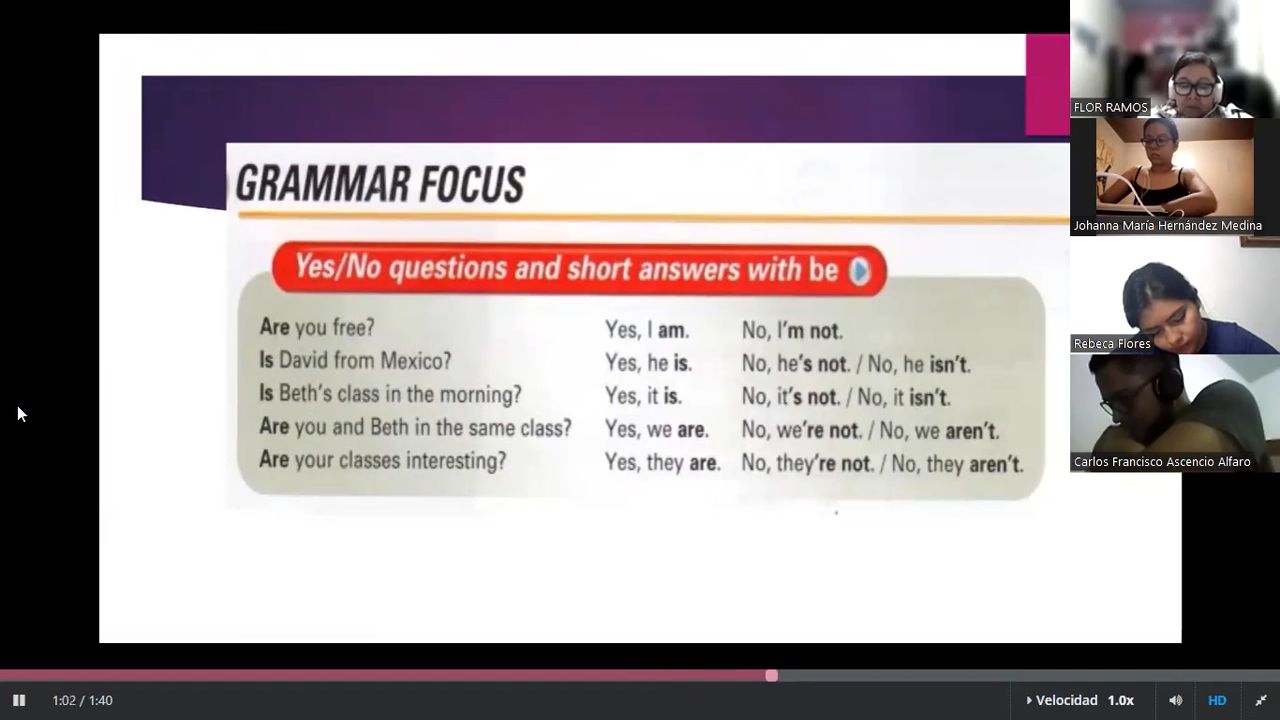 GRAMMAR FOCUS
Yes/No questions and short answers with be
Are you free? Yes, I am. No, I'm not.
Is David from Mexico? Yes, he is. No, he's not. / No, he isn't.
Is Beth's class in the morning? Yes, it is. No, it's not. / No, it isn't.
Are you and Beth in the same class? Yes, we are. No, we're not. / No, we aren't.
Are your classes interesting? Yes, they are. No, they're not. / No, they aren't.
FLOR RAMOS
Johanna María Hernández Medina
Rebeca Flores
Carlos Francisco Ascencio Alfaro
1:02 / 1:40
Velocidad 1.0x
HD